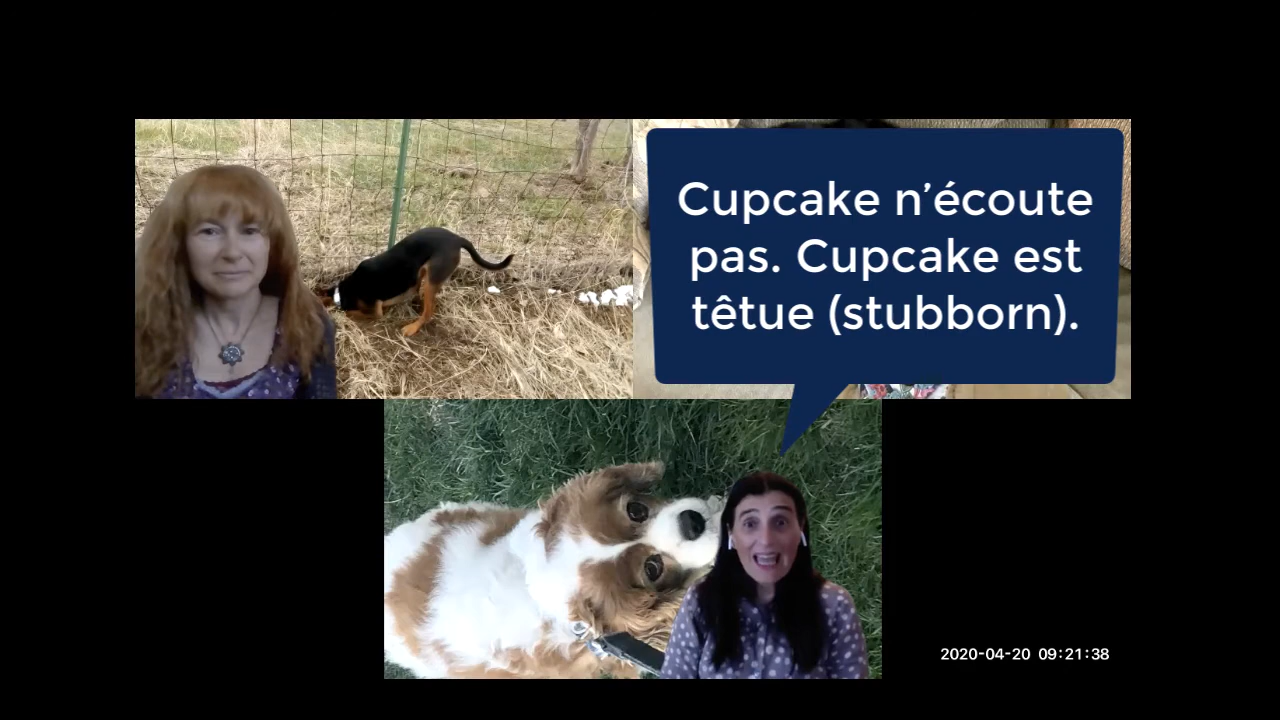 Cupcake n’écoute
pas. Cupcake est
têtue (stubborn).
2020-04-20 09:21:38